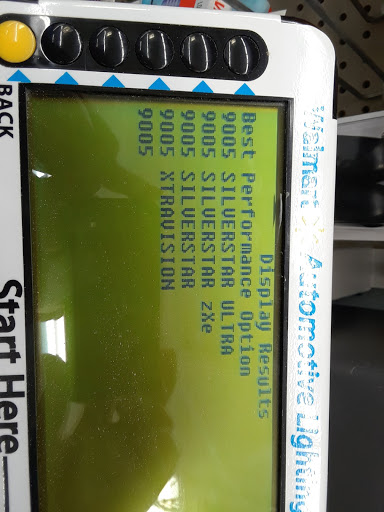 Walmart Automotive Lighting
Display Results
Best Performance Option
9005 SILVERSTAR ULTRA
9005 SILVERSTAR zXe
9005 SILVERSTAR
9005 XTRAVISION
9005
BACK
Start Here